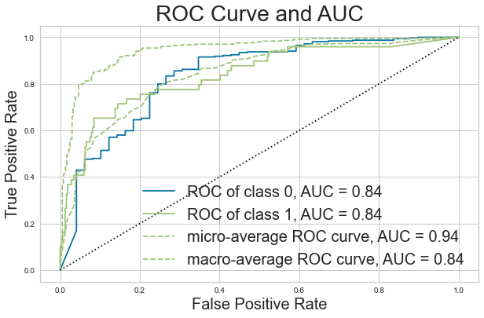 ROC Curve and AUC
True Positive Rate
1.0
0.8
0.6
0.4
0.2
0.0
ROC of class 0, AUC = 0.84
ROC of class 1, AUC = 0.84
micro-average ROC curve, AUC = 0.94
macro-average ROC curve, AUC = 0.84
0.0 0.2 0.4 0.6 0.8 1.0
False Positive Rate